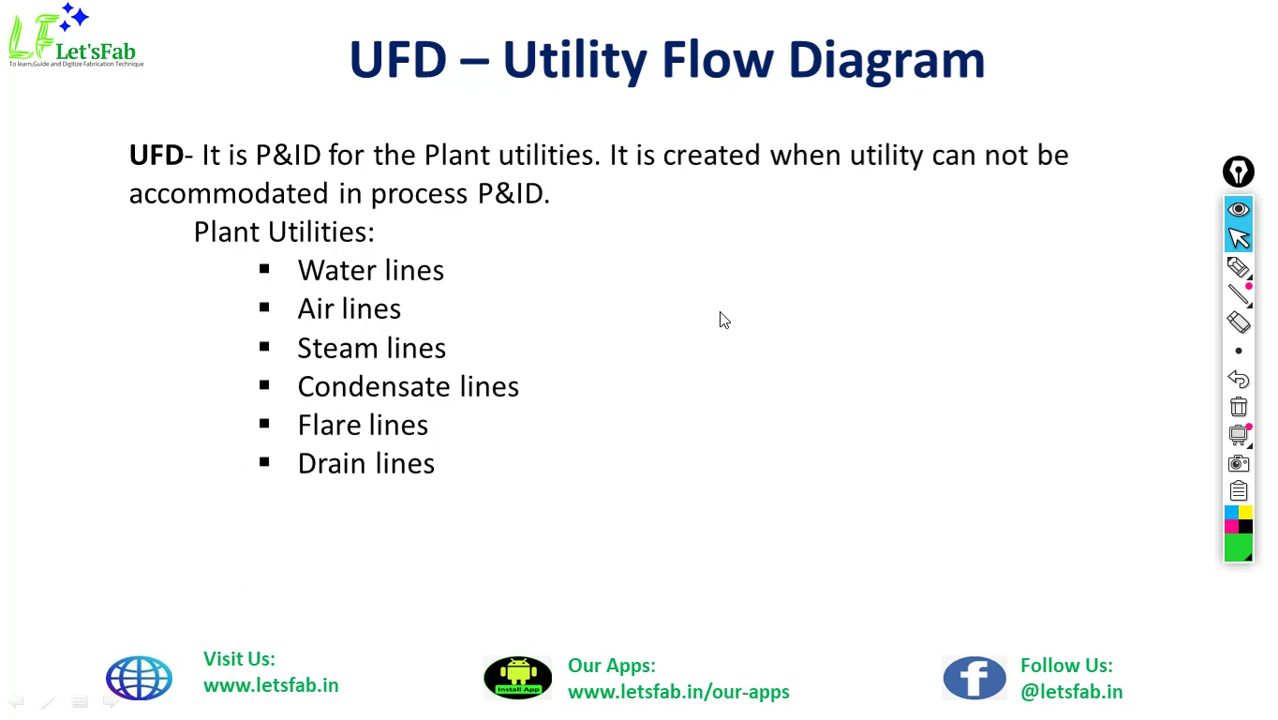 LF
Let'sFab
To learn,Guide and Digitize Fabrication Technique
UFD – Utility Flow Diagram
UFD- It is P&ID for the Plant utilities. It is created when utility can not be
accommodated in process P&ID.
Plant Utilities:
▪ Water lines
▪ Air lines
▪ Steam lines
▪ Condensate lines
▪ Flare lines
▪ Drain lines
Visit Us:
www.letsfab.in
Install App
Our Apps:
www.letsfab.in/our-apps
f
Follow Us:
@letsfab.in